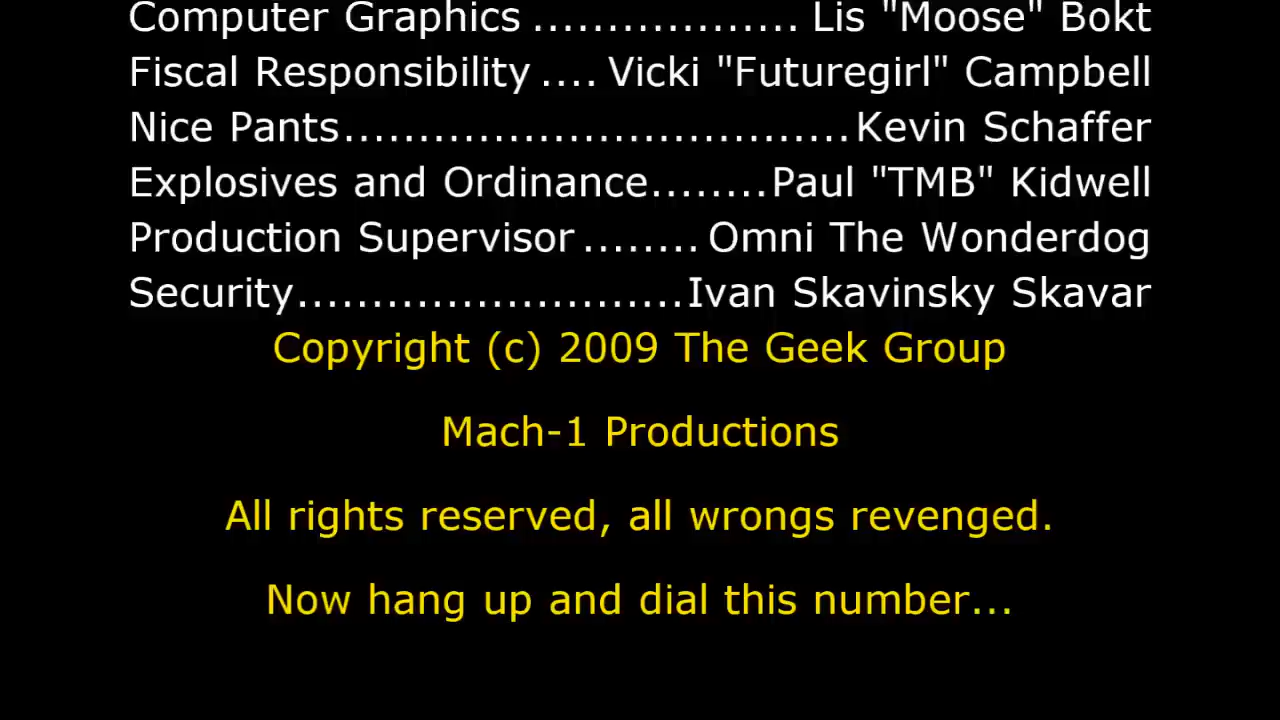 Computer Graphics .................. Lis "Moose" Bokt
Fiscal Responsibility .... Vicki "Futuregirl" Campbell
Nice Pants..................................Kevin Schaffer
Explosives and Ordinance........Paul "TMB" Kidwell
Production Supervisor ........ Omni The Wonderdog
Security..........................Ivan Skavinsky Skavar
Copyright (c) 2009 The Geek Group
Mach-1 Productions
All rights reserved, all wrongs revenged.
Now hang up and dial this number...